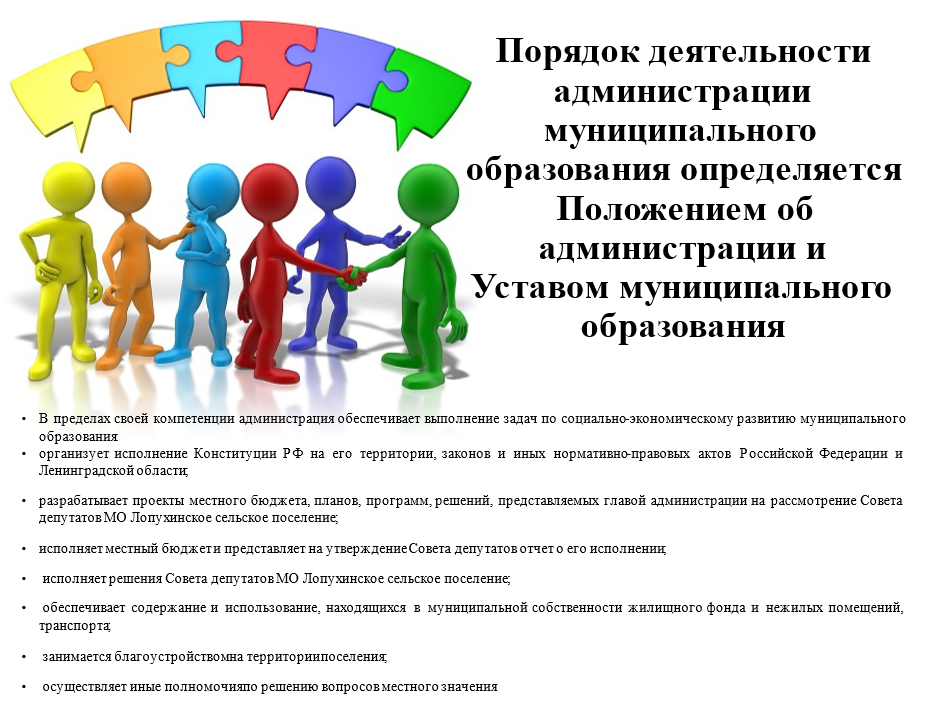 Порядок деятельности
администрации
муниципального
образования определяется
Положением об
администрации и
Уставом муниципального
образования
• В пределах своей компетенции администрация обеспечивает выполнение задач по социально-экономическому развитию муниципального
образования
• организует исполнение Конституции РФ на его территории, законов и иных нормативно-правовых актов Российской Федерации и
Ленинградской области;
• разрабатывает проекты местного бюджета, планов, программ, решений, представляемых главой администрации на рассмотрение Совета
депутатов МО Лопухинское сельское поселение;
• исполняет местный бюджет и представляет на утверждение Совета депутатов отчет о его исполнении;
• исполняет решения Совета депутатов МО Лопухинское сельское поселение;
• обеспечивает содержание и использование, находящихся в муниципальной собственности жилищного фонда и нежилых помещений,
транспорта;
• занимается благоустройствомна территориипоселения;
• осуществляет иные полномочияпо решению вопросов местного значения